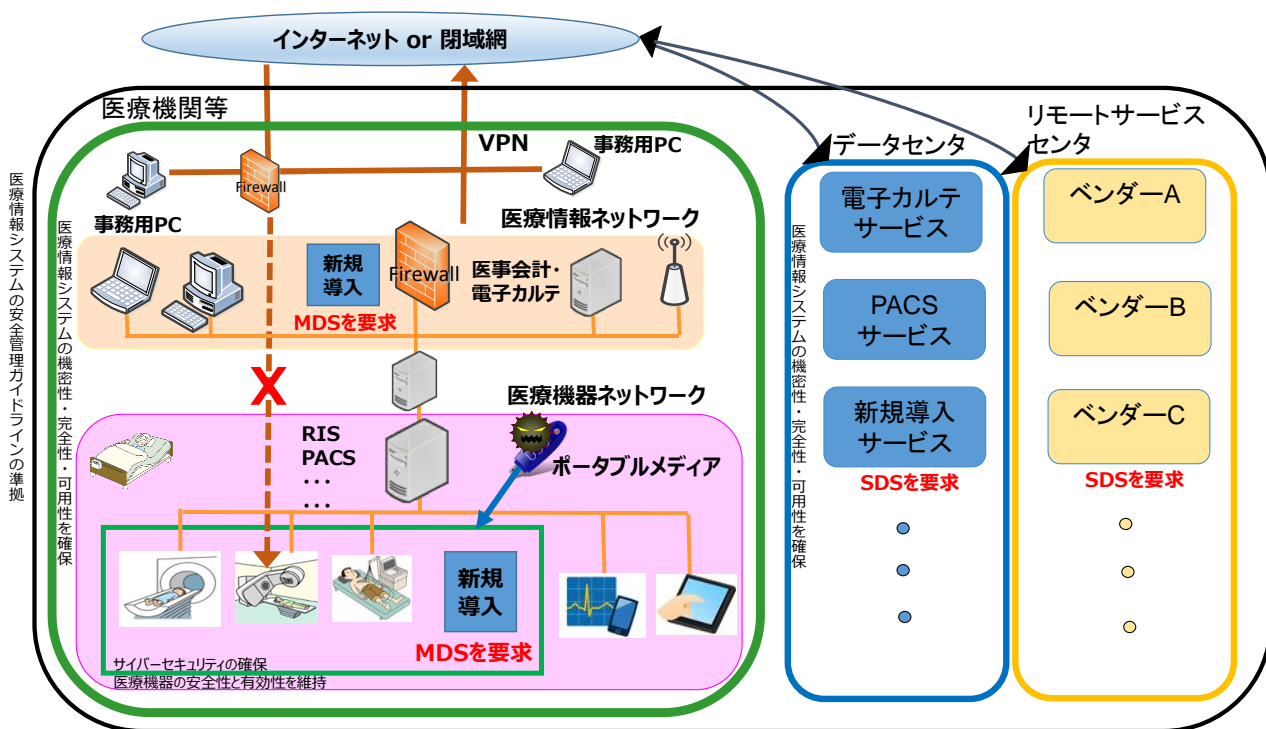 インターネット or 閉域網
医療機関等
リモートサービス
センタ
VPN
事務用PC
データセンタ
Firewall
事務用PC
医療情報ネットワーク
新規
導入
Firewall
医事会計・
電子カルテ
MDSを要求
X
医療機器ネットワーク
RIS
PACS
・・・
・・・
ポータブルメディア
新規
導入
MDSを要求
サイバーセキュリティの確保
医療機器の安全性と有効性を維持
医療情報システムの安全管理ガイドラインの準拠
医療情報システムの機密性・完全性・可用性を確保
医療情報システムの機密性・完全性・可用性を確保
電子カルテ
サービス
PACS
サービス
新規導入
サービス
SDSを要求
ベンダーA
ベンダーB
ベンダーC
SDSを要求